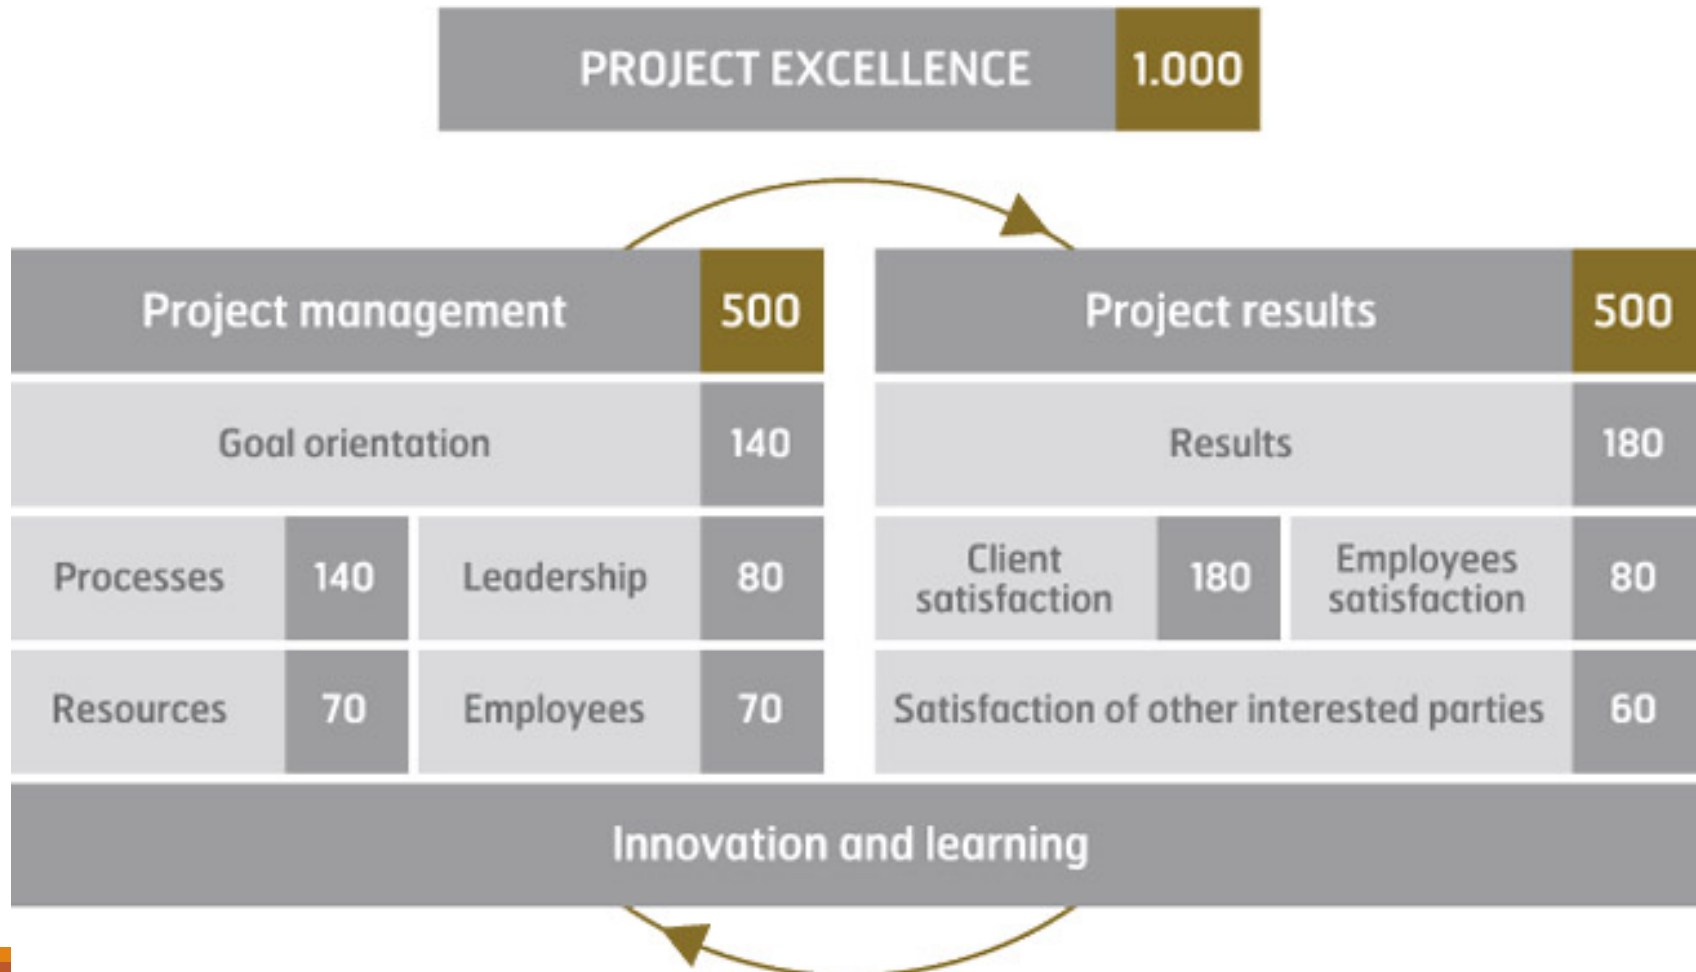 PROJECT EXCELLENCE 1.000
Project management 500
Project results 500
Goal orientation 140
Results 180
Processes 140
Leadership 80
Client
satisfaction 180
Employees
satisfaction 80
Resources 70
Employees 70
Satisfaction of other interested parties 60
Innovation and learning